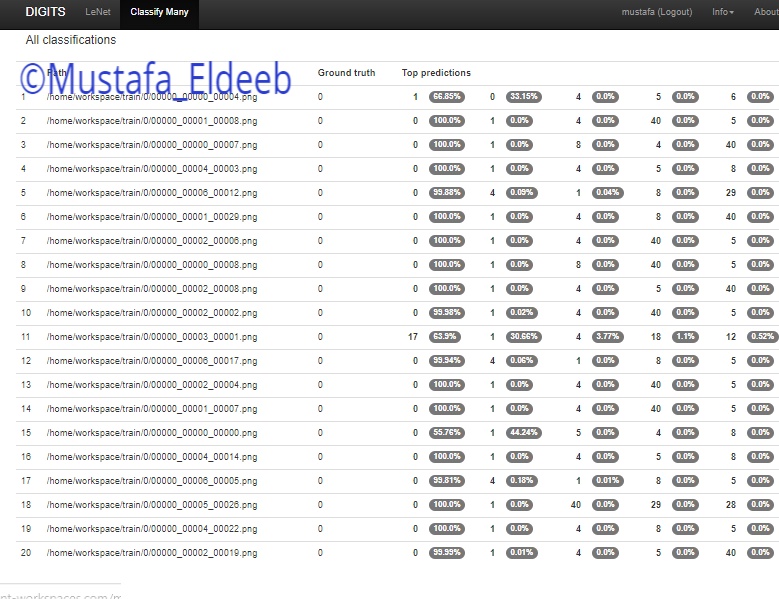 DIGITS LeNet Classify Many mustafa (Logout) Info About
All classifications
©Mustafa_Eldeeb
Path Ground truth Top predictions
1 /home/workspace/train/0/00000_00000_00004.png 0 1 66.85% 0 33.15% 4 0.0% 5 0.0% 6 0.0%
2 /home/workspace/train/0/00000_00001_00008.png 0 0 100.0% 1 0.0% 4 0.0% 40 0.0% 5 0.0%
3 /home/workspace/train/0/00000_00000_00007.png 0 0 100.0% 1 0.0% 8 0.0% 4 0.0% 40 0.0%
4 /home/workspace/train/0/00000_00004_00003.png 0 0 100.0% 1 0.0% 4 0.0% 5 0.0% 8 0.0%
5 /home/workspace/train/0/00000_00006_00012.png 0 0 99.88% 4 0.09% 1 0.04% 8 0.0% 29 0.0%
6 /home/workspace/train/0/00000_00001_00029.png 0 0 100.0% 1 0.0% 4 0.0% 8 0.0% 40 0.0%
7 /home/workspace/train/0/00000_00002_00006.png 0 0 100.0% 1 0.0% 4 0.0% 40 0.0% 5 0.0%
8 /home/workspace/train/0/00000_00000_00008.png 0 0 100.0% 1 0.0% 8 0.0% 40 0.0% 5 0.0%
9 /home/workspace/train/0/00000_00002_00008.png 0 0 100.0% 1 0.0% 4 0.0% 5 0.0% 40 0.0%
10 /home/workspace/train/0/00000_00002_00002.png 0 0 99.98% 1 0.02% 4 0.0% 40 0.0% 5 0.0%
11 /home/workspace/train/0/00000_00003_00001.png 0 17 63.9% 1 30.66% 4 3.77% 18 1.1% 12 0.52%
12 /home/workspace/train/0/00000_00006_00017.png 0 0 99.94% 4 0.06% 1 0.0% 8 0.0% 5 0.0%
13 /home/workspace/train/0/00000_00002_00004.png 0 0 100.0% 1 0.0% 4 0.0% 40 0.0% 5 0.0%
14 /home/workspace/train/0/00000_00001_00007.png 0 0 100.0% 1 0.0% 4 0.0% 40 0.0% 5 0.0%
15 /home/workspace/train/0/00000_00000_00000.png 0 0 55.76% 1 44.24% 5 0.0% 4 0.0% 8 0.0%
16 /home/workspace/train/0/00000_00004_00014.png 0 0 100.0% 1 0.0% 4 0.0% 5 0.0% 8 0.0%
17 /home/workspace/train/0/00000_00006_00005.png 0 0 99.81% 4 0.18% 1 0.01% 8 0.0% 5 0.0%
18 /home/workspace/train/0/00000_00005_00026.png 0 0 100.0% 1 0.0% 40 0.0% 29 0.0% 28 0.0%
19 /home/workspace/train/0/00000_00004_00022.png 0 0 100.0% 1 0.0% 4 0.0% 8 0.0% 5 0.0%
20 /home/workspace/train/0/00000_00002_00019.png 0 0 99.99% 1 0.01% 4 0.0% 5 0.0% 40 0.0%